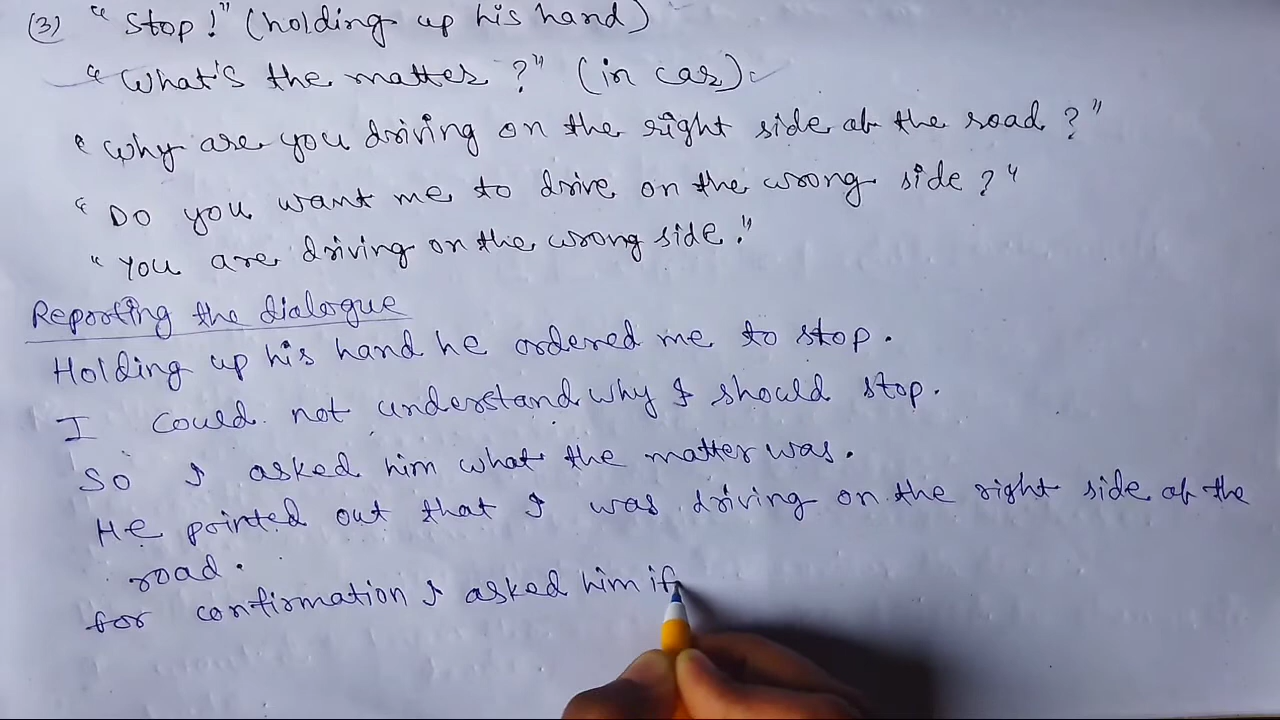 (3) "Stop!" (holding up his hand)
"What's the matter?" (in car).
"Why are you driving on the right side of the road?"
"Do you want me to drive on the wrong side?"
"You are driving on the wrong side."
Reporting the dialogue
Holding up his hand he ordered me to stop.
I could not understand why I should stop.
So I asked him what the matter was.
He pointed out that I was driving on the right side of the
road.
for confirmation I asked him if